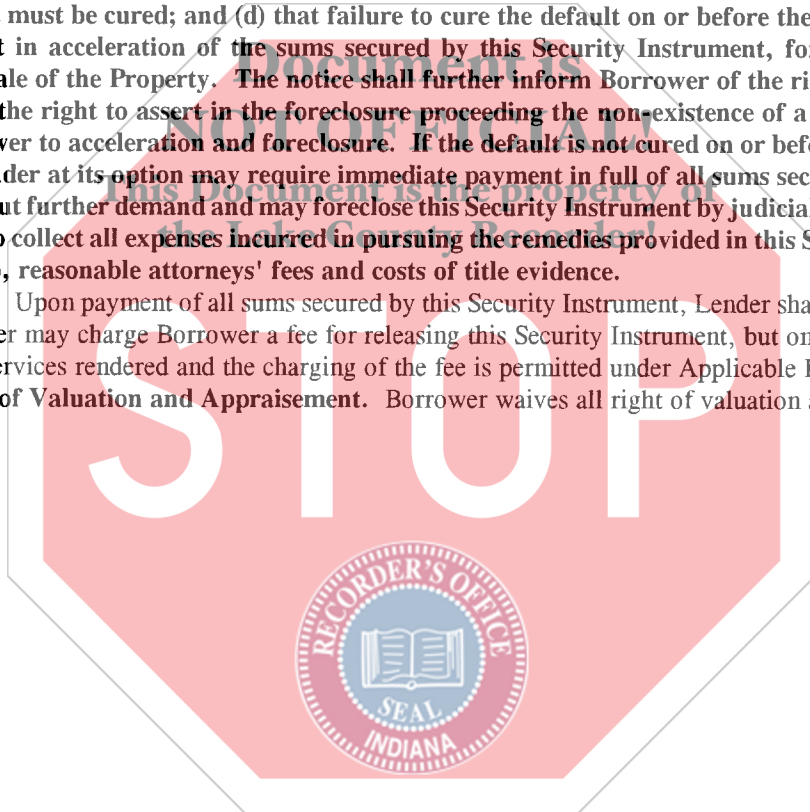 must be cured; and (d) that failure to cure the default on or before the
in acceleration of the sums secured by this Security Instrument, fo
ale of the Property. The notice shall further inform Borrower of the ri
the right to assert in the foreclosure proceeding the non-existence of a
ver to acceleration and foreclosure. If the default is not cured on or befo
der at its option may require immediate payment in full of all sums sec
ut further demand and may foreclose this Security Instrument by judicial
collect all expenses incurred in pursuing the remedies provided in this S
, reasonable attorneys' fees and costs of title evidence.
Upon payment of all sums secured by this Security Instrument, Lender sha
er may charge Borrower a fee for releasing this Security Instrument, but on
ervices rendered and the charging of the fee is permitted under Applicable
of Valuation and Appraisement. Borrower waives all right of valuation
Document is
NOT OFFICIAL!
This Document is the property of
the Lake County Recorder!
STOP
RECORDER'S OFFICE
SEAL
INDIANA